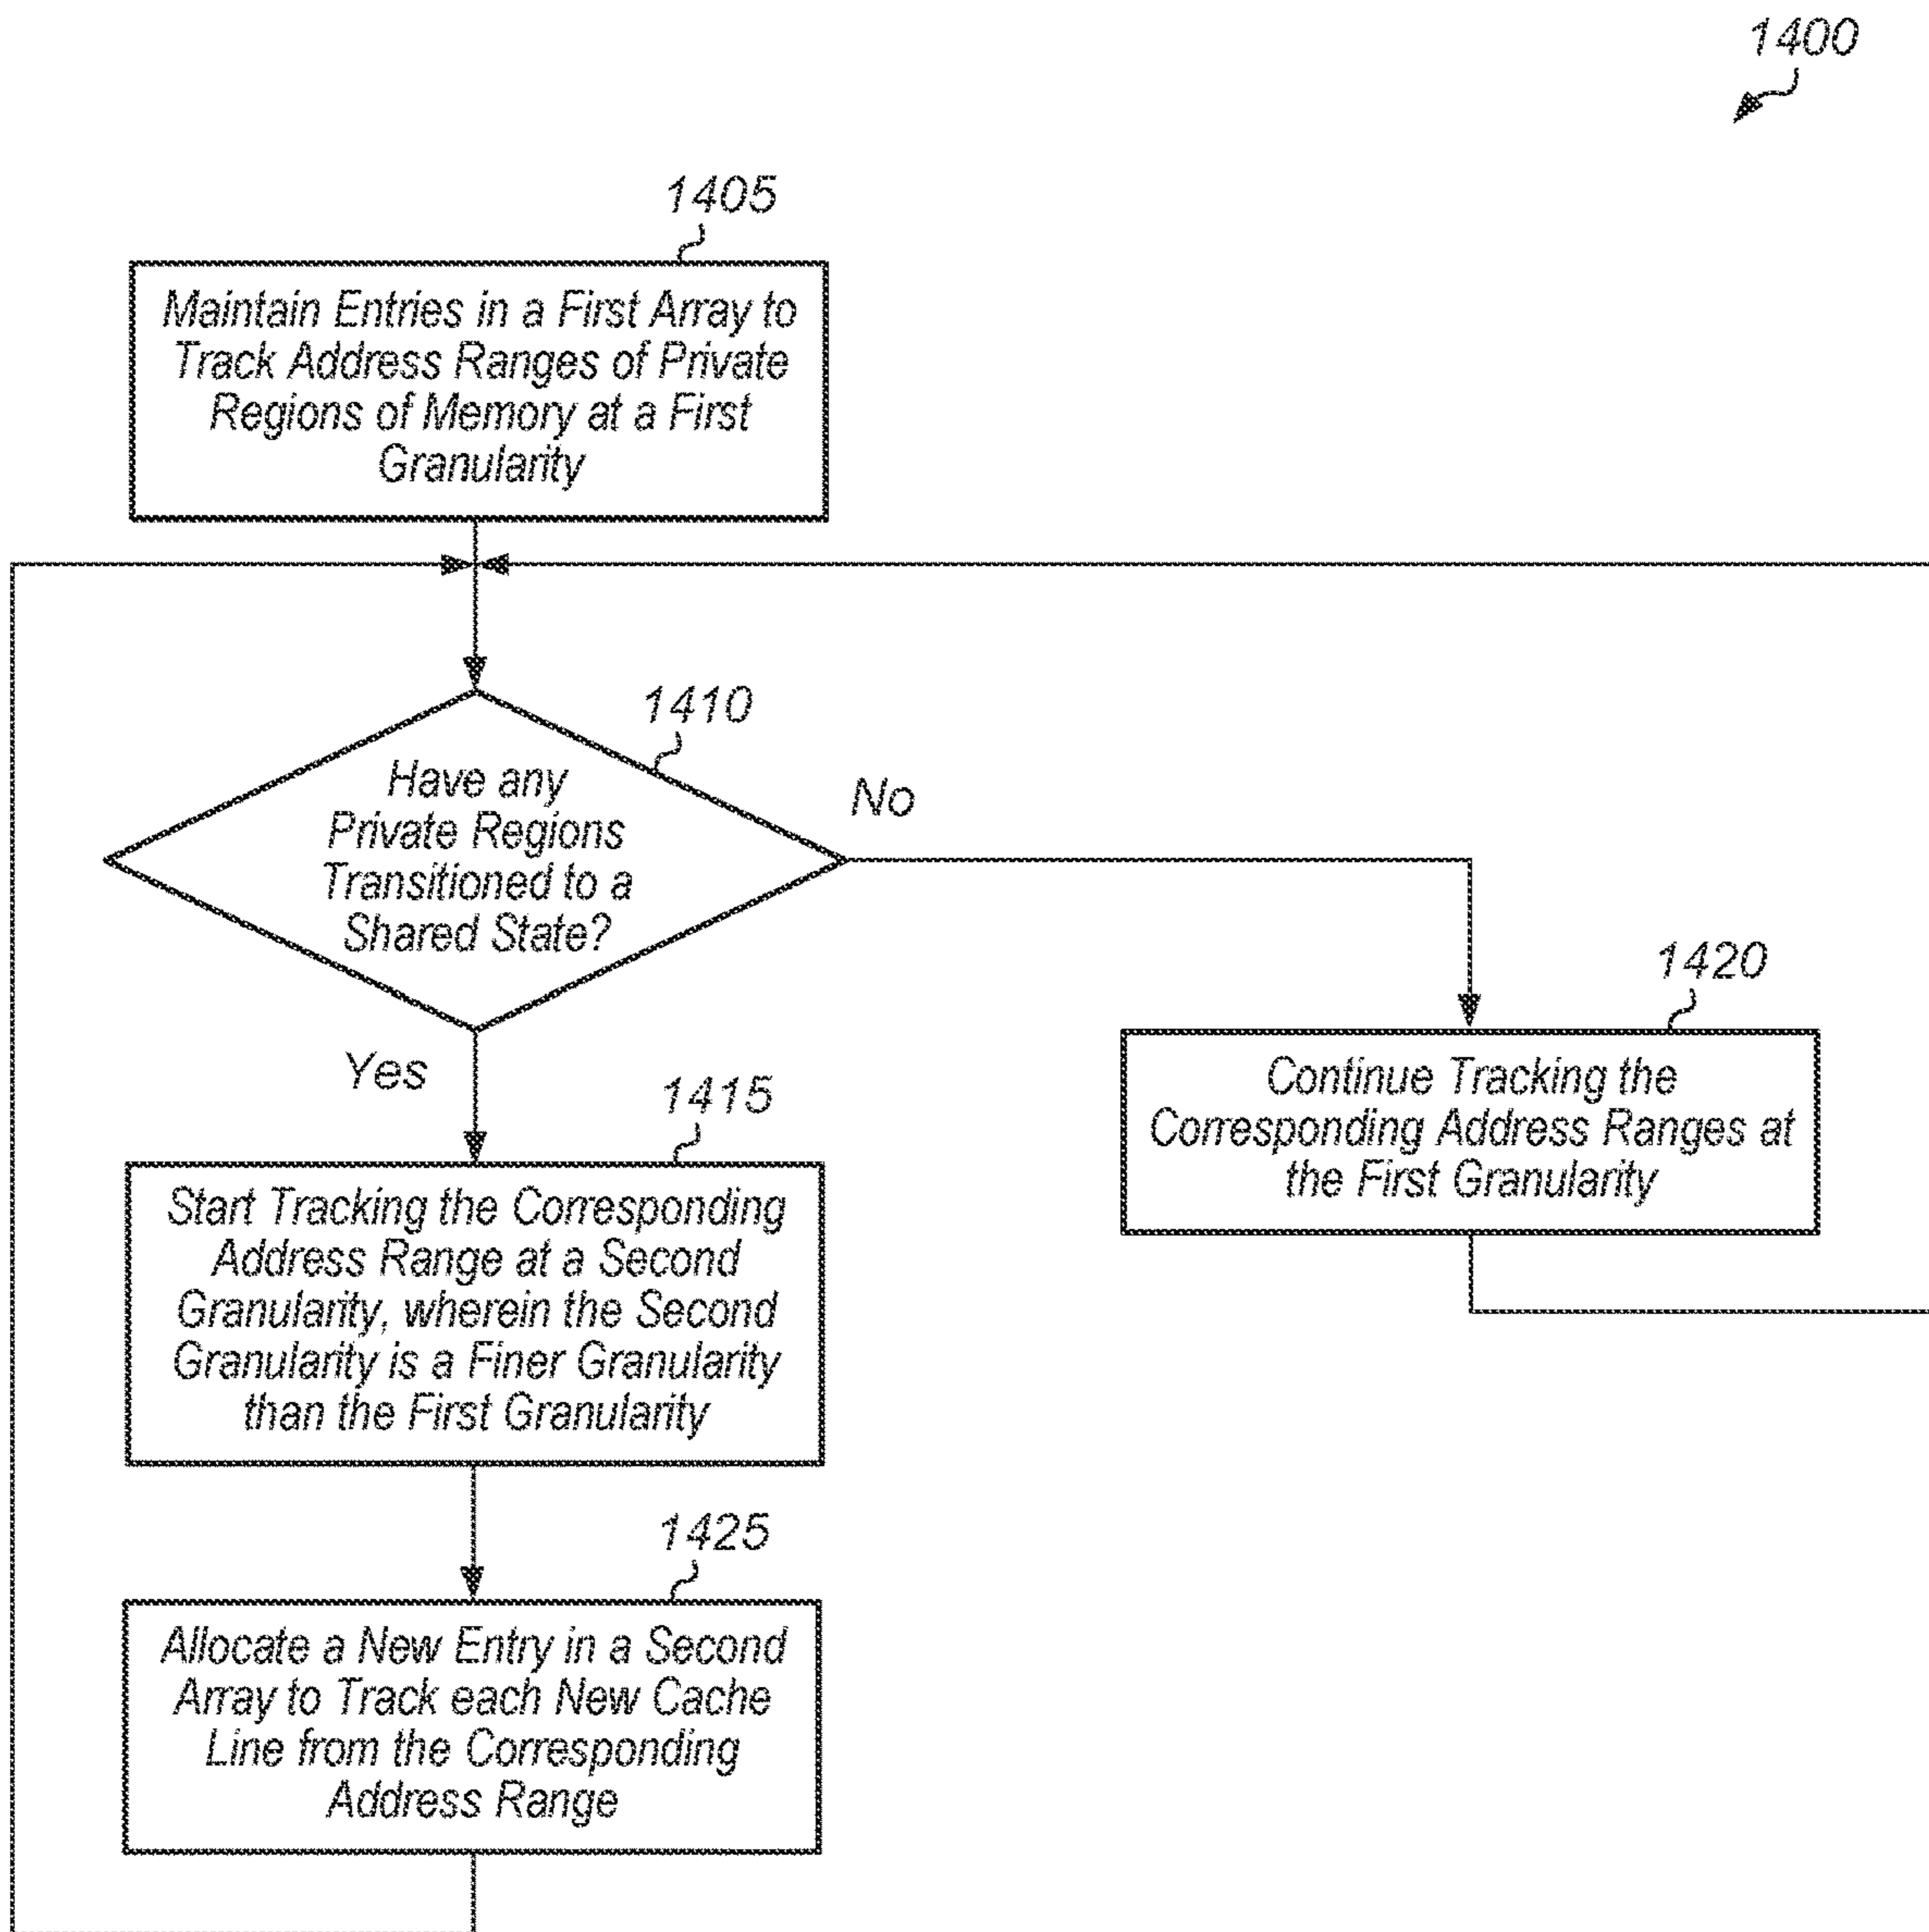 1400
1405
Maintain Entries in a First Array to
Track Address Ranges of Private
Regions of Memory at a First
Granularity
1410
Have any
Private Regions
Transitioned to a
Shared State?
No
Yes
1420
Continue Tracking the
Corresponding Address Ranges at
the First Granularity
1415
Start Tracking the Corresponding
Address Range at a Second
Granularity, wherein the Second
Granularity is a Finer Granularity
than the First Granularity
1425
Allocate a New Entry in a Second
Array to Track each New Cache
Line from the Corresponding
Address Range